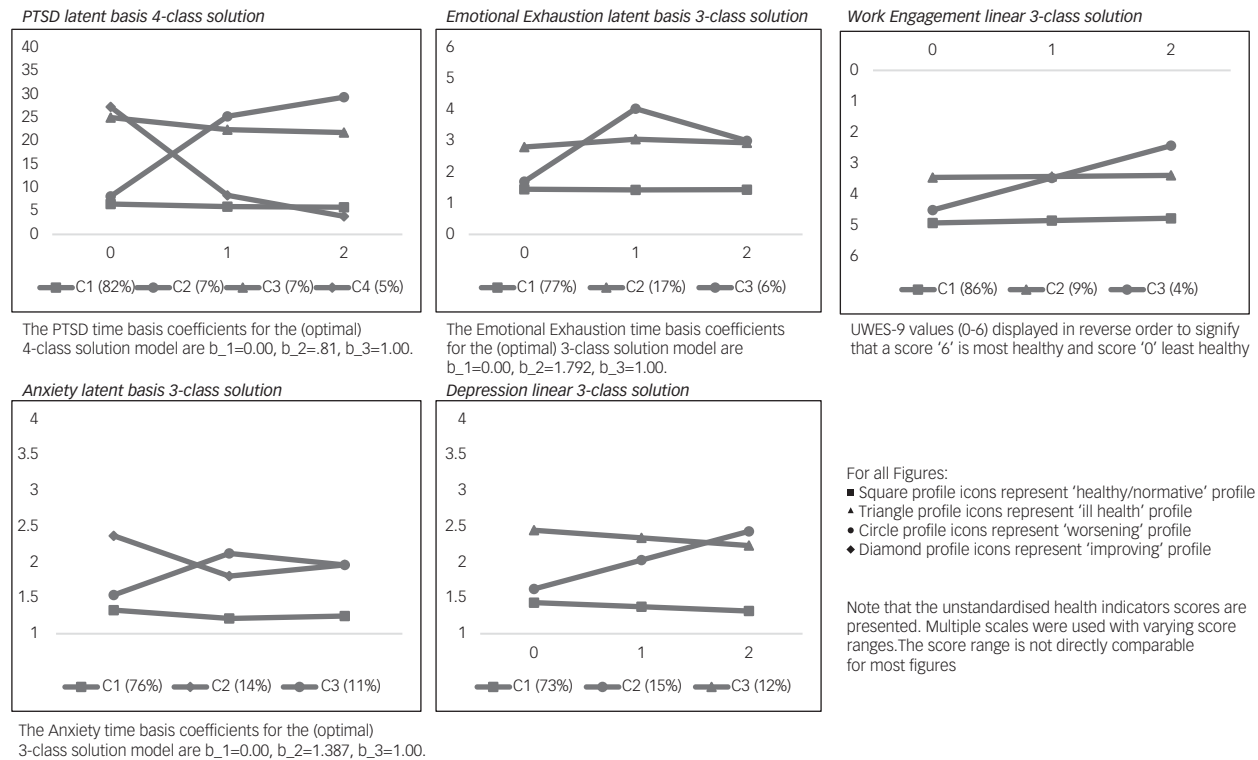 PTSD latent basis 4-class solution
40
35
30
25
20
15
10
5
0
0 1 2
C1 (82%) C2 (7%) C3 (7%) C4 (5%)
The PTSD time basis coefficients for the (optimal)
4-class solution model are b_1=0.00, b_2=.81, b_3=1.00.
Emotional Exhaustion latent basis 3-class solution
6
5
4
3
2
1
0
0 1 2
C1 (77%) C2 (17%) C3 (6%)
The Emotional Exhaustion time basis coefficients
for the (optimal) 3-class solution model are
b_1=0.00, b_2=1.792, b_3=1.00.
Work Engagement linear 3-class solution
0 1 2
0
1
2
3
4
5
6
C1 (86%) C2 (9%) C3 (4%)
UWES-9 values (0-6) displayed in reverse order to signify
that a score ‘6’ is most healthy and score ‘0’ least healthy
Anxiety latent basis 3-class solution
4
3.5
3
2.5
2
1.5
1
C1 (76%) C2 (14%) C3 (11%)
The Anxiety time basis coefficients for the (optimal)
3-class solution model are b_1=0.00, b_2=1.387, b_3=1.00.
Depression linear 3-class solution
4
3.5
3
2.5
2
1.5
1
0 1 2
C1 (73%) C2 (15%) C3 (12%)
For all Figures:
Square profile icons represent ‘healthy/normative’ profile
Triangle profile icons represent ‘ill health’ profile
Circle profile icons represent ‘worsening’ profile
Diamond profile icons represent ‘improving’ profile
Note that the unstandardised health indicators scores are
presented. Multiple scales were used with varying score
ranges.The score range is not directly comparable
for most figures